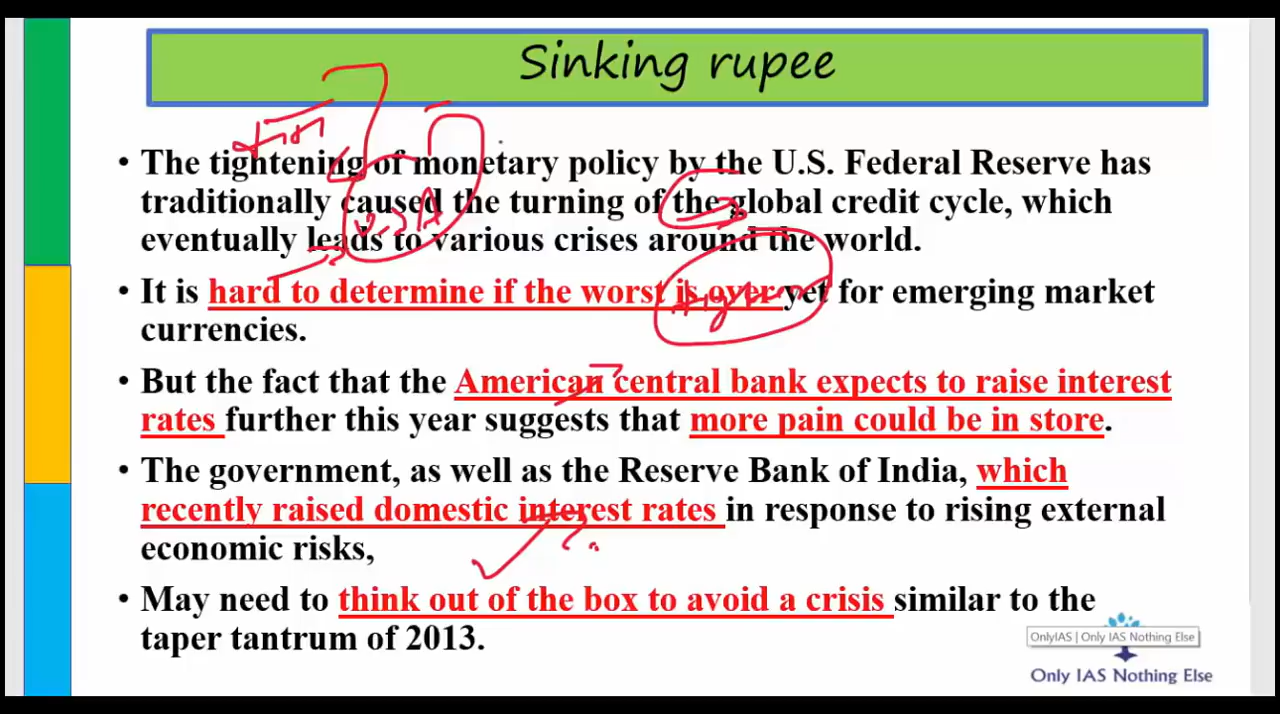 Sinking rupee
• The tightening of monetary policy by the U.S. Federal Reserve has
traditionally caused the turning of the global credit cycle, which
eventually leads to various crises around the world.
• It is hard to determine if the worst is over yet for emerging market
currencies.
• But the fact that the American central bank expects to raise interest
rates further this year suggests that more pain could be in store.
• The government, as well as the Reserve Bank of India, which
recently raised domestic interest rates in response to rising external
economic risks,
• May need to think out of the box to avoid a crisis similar to the
taper tantrum of 2013.
USA
OnlyIAS | Only IAS Nothing Else
Only IAS Nothing Else